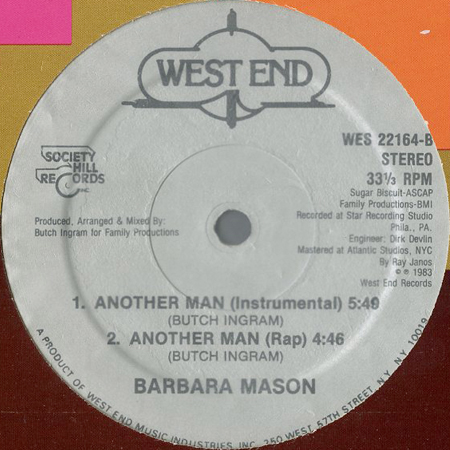 WEST END
WES 22164-B
STEREO
33⅓ RPM
SOCIETY
HILL
RECORDS
INC.
Sugar Biscuit-ASCAP
Family Productions-BMI
Recorded at Star Recording Studio
Phila., PA.
Engineer: Dirk Devlin
Mastered at Atlantic Studios, NYC
By Ray Janos
© ℗ 1983
West End Records
Produced, Arranged & Mixed By:
Butch Ingram for Family Productions
1. ANOTHER MAN (Instrumental) 5:49
(BUTCH INGRAM)
2. ANOTHER MAN (Rap) 4:46
(BUTCH INGRAM)
BARBARA MASON
A PRODUCT OF WEST END MUSIC INDUSTRIES, INC. 250 WEST 57TH STREET, N.Y. NY 10019